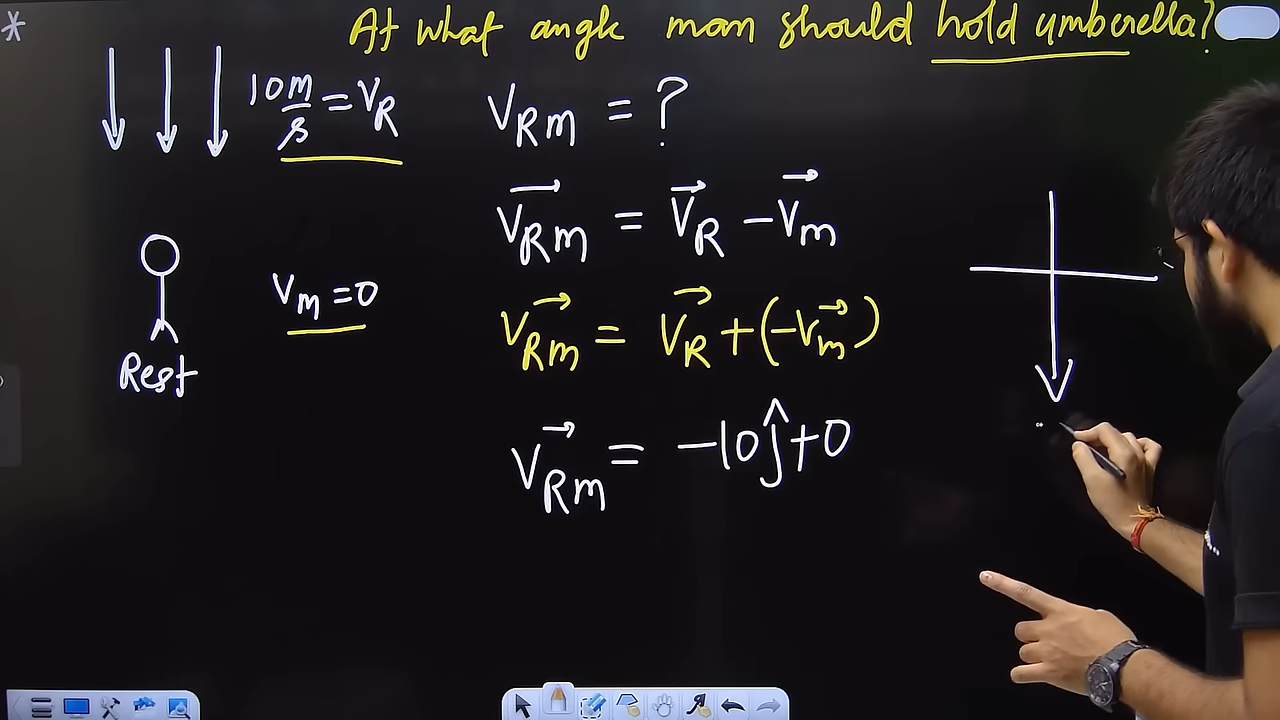 At what angle man should hold umberella?
10 m/s = VR
VRm = ?
VRm = VR - Vm
Vm = 0
VRm = VR + (-Vm)
Rest
VRm = -10ĵ + 0